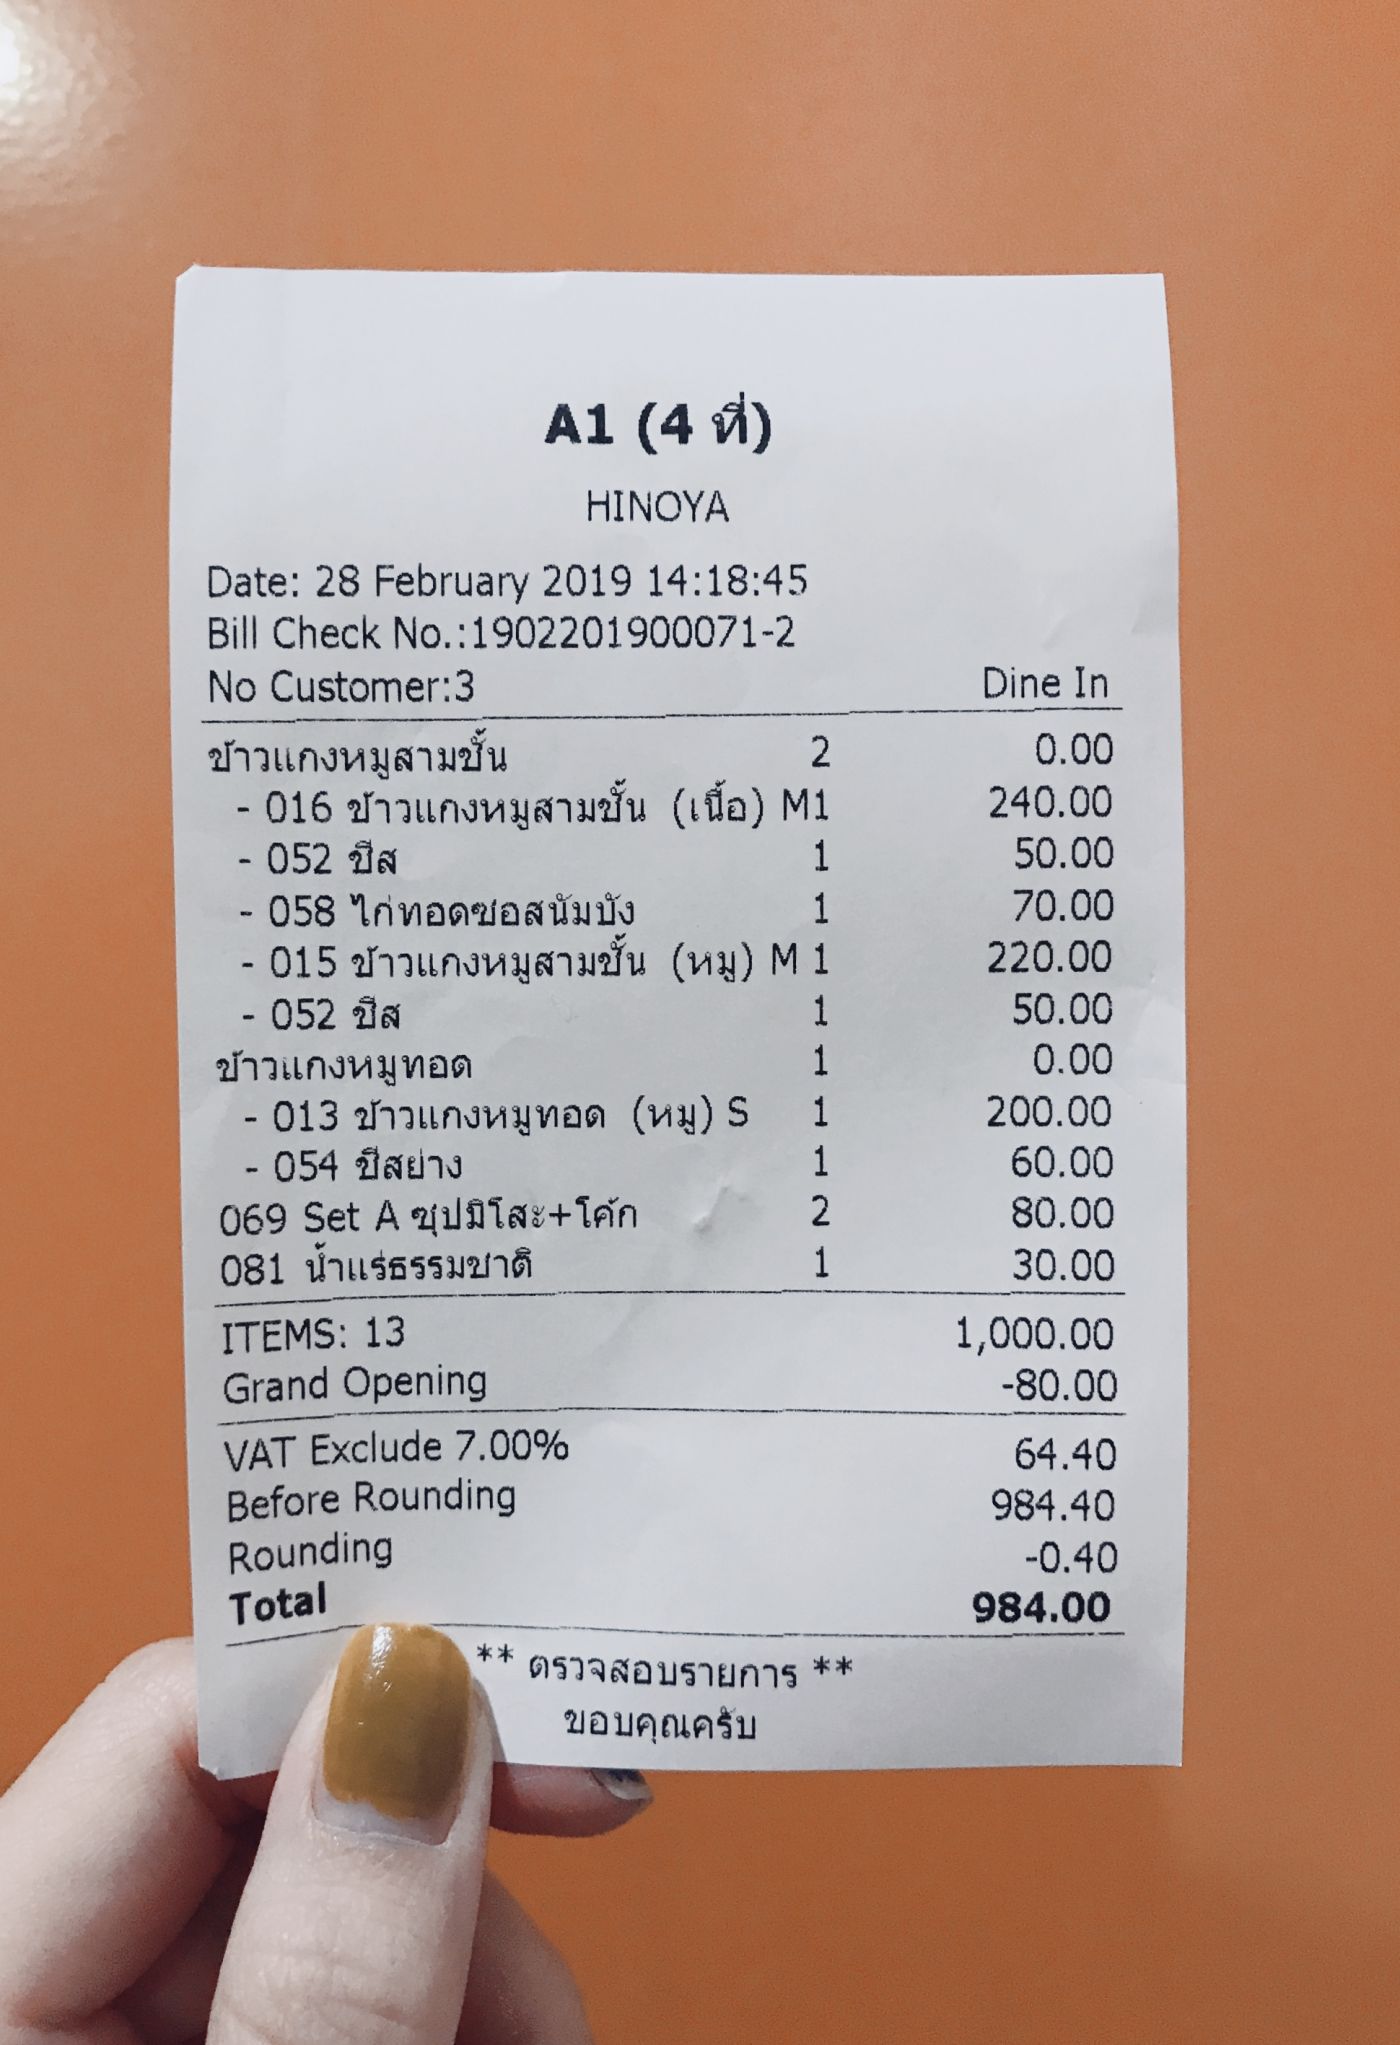 A1 (4 ที่)
HINOYA
Date: 28 February 2019 14:18:45
Bill Check No.:1902201900071-2
No Customer:3 Dine In
ข้าวแกงหมูสามชั้น 2 0.00
- 016 ข้าวแกงหมูสามชั้น (เนื้อ) M1 240.00
- 052 ชีส 1 50.00
- 058 ไก่ทอดซอสนัมบัง 1 70.00
- 015 ข้าวแกงหมูสามชั้น (หมู) M 1 220.00
- 052 ชีส 1 50.00
ข้าวแกงหมูทอด 1 0.00
- 013 ข้าวแกงหมูทอด (หมู) S 1 200.00
- 054 ชีสย่าง 1 60.00
069 Set A ซุปมิโสะ+โค้ก 2 80.00
081 น้ำแร่ธรรมชาติ 1 30.00
ITEMS: 13 1,000.00
Grand Opening -80.00
VAT Exclude 7.00% 64.40
Before Rounding 984.40
Rounding -0.40
Total 984.00
** ตรวจสอบรายการ **
ขอบคุณครับ